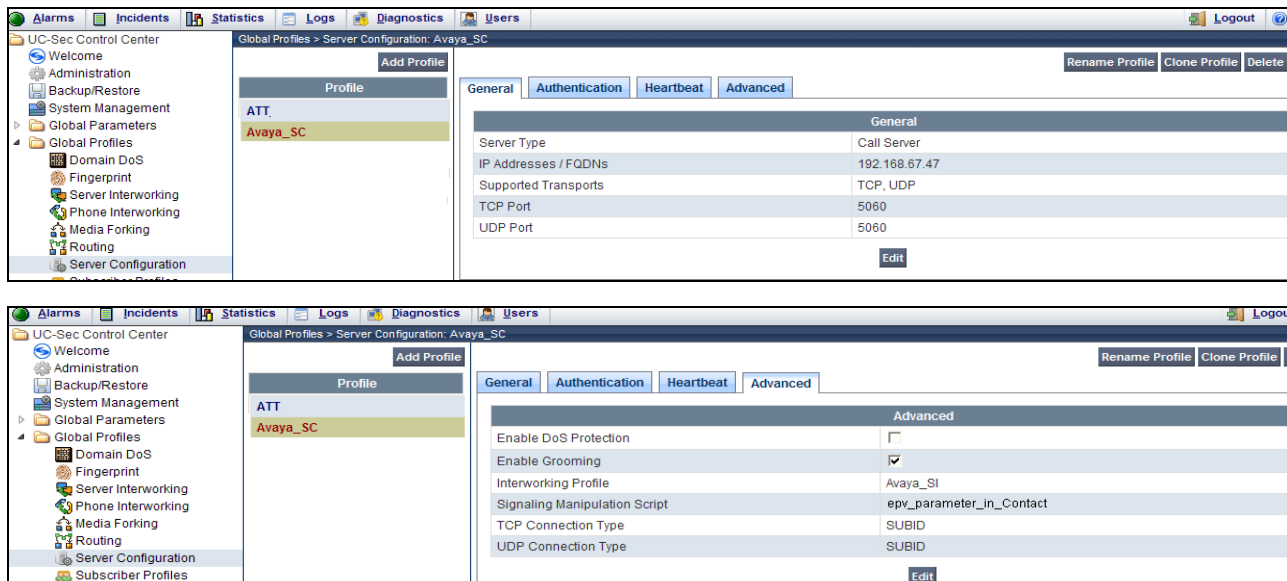 Alarms Incidents Statistics Logs Diagnostics Users Logout
UC-Sec Control Center
Welcome
Administration
Backup/Restore
System Management
Global Parameters
Global Profiles
Domain DoS
Fingerprint
Server Interworking
Phone Interworking
Media Forking
Routing
Server Configuration
Subscriber Profiles
Global Profiles > Server Configuration: Avaya_SC
Add Profile
Rename Profile Clone Profile Delete
Profile
ATT
Avaya_SC
General Authentication Heartbeat Advanced
General
Server Type Call Server
IP Addresses / FQDNs 192.168.67.47
Supported Transports TCP, UDP
TCP Port 5060
UDP Port 5060
Edit
Alarms Incidents Statistics Logs Diagnostics Users Logou
UC-Sec Control Center
Welcome
Administration
Backup/Restore
System Management
Global Parameters
Global Profiles
Domain DoS
Fingerprint
Server Interworking
Phone Interworking
Media Forking
Routing
Server Configuration
Subscriber Profiles
Global Profiles > Server Configuration: Avaya_SC
Add Profile
Rename Profile Clone Profile
Profile
ATT
Avaya_SC
General Authentication Heartbeat Advanced
Advanced
Enable DoS Protection
Enable Grooming
Interworking Profile Avaya_SI
Signaling Manipulation Script epv_parameter_in_Contact
TCP Connection Type SUBID
UDP Connection Type SUBID
Edit